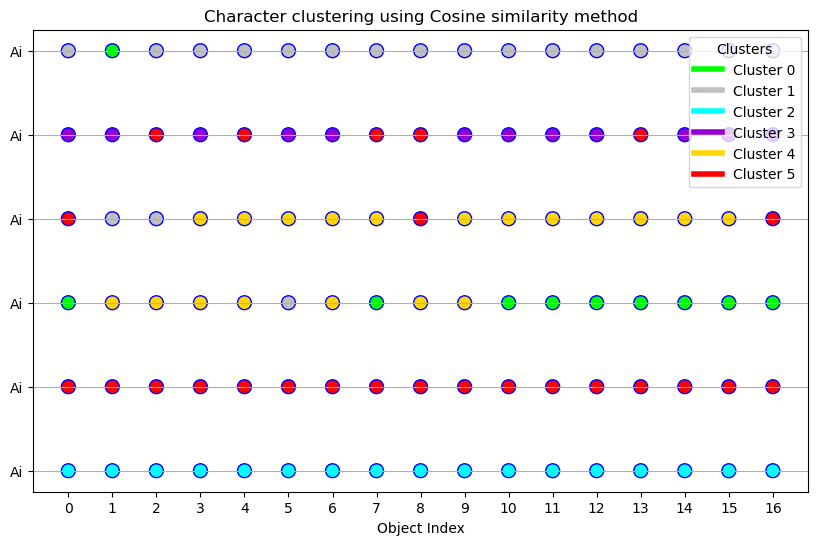 Character clustering using Cosine similarity method
Clusters
Cluster 0
Cluster 1
Cluster 2
Cluster 3
Cluster 4
Cluster 5
Ai
Ai
Ai
Ai
Ai
Ai
0 1 2 3 4 5 6 7 8 9 10 11 12 13 14 15 16
Object Index